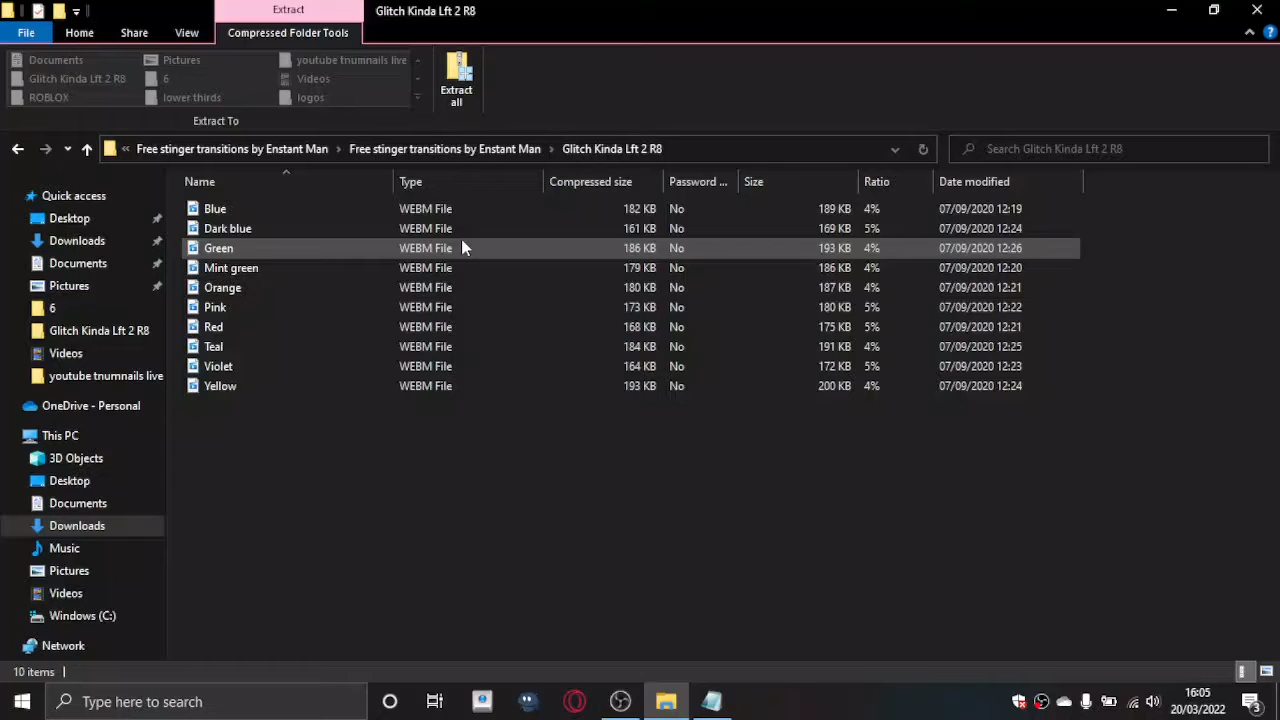 Extract
Glitch Kinda Lft 2 R8
File
Home
Share
View
Compressed Folder Tools
Documents
Pictures
youtube tnumnails live
Glitch Kinda Lft 2 R8
6
Videos
ROBLOX
lower thirds
logos
Extract all
Extract To
« Free stinger transitions by Enstant Man › Free stinger transitions by Enstant Man › Glitch Kinda Lft 2 R8
Search Glitch Kinda Lft 2 R8
Name Type Compressed size Password ... Size Ratio Date modified
Blue WEBM File 182 KB No 189 KB 4% 07/09/2020 12:19
Dark blue WEBM File 161 KB No 169 KB 5% 07/09/2020 12:24
Green WEBM File 186 KB No 193 KB 4% 07/09/2020 12:26
Mint green WEBM File 179 KB No 186 KB 4% 07/09/2020 12:20
Orange WEBM File 180 KB No 187 KB 4% 07/09/2020 12:21
Pink WEBM File 173 KB No 180 KB 5% 07/09/2020 12:22
Red WEBM File 168 KB No 175 KB 5% 07/09/2020 12:21
Teal WEBM File 184 KB No 191 KB 4% 07/09/2020 12:25
Violet WEBM File 164 KB No 172 KB 5% 07/09/2020 12:23
Yellow WEBM File 193 KB No 200 KB 4% 07/09/2020 12:24
Quick access
Desktop
Downloads
Documents
Pictures
6
Glitch Kinda Lft 2 R8
Videos
youtube tnumnails live
OneDrive - Personal
This PC
3D Objects
Desktop
Documents
Downloads
Music
Pictures
Videos
Windows (C:)
Network
10 items
Type here to search
16:05
20/03/2022
3